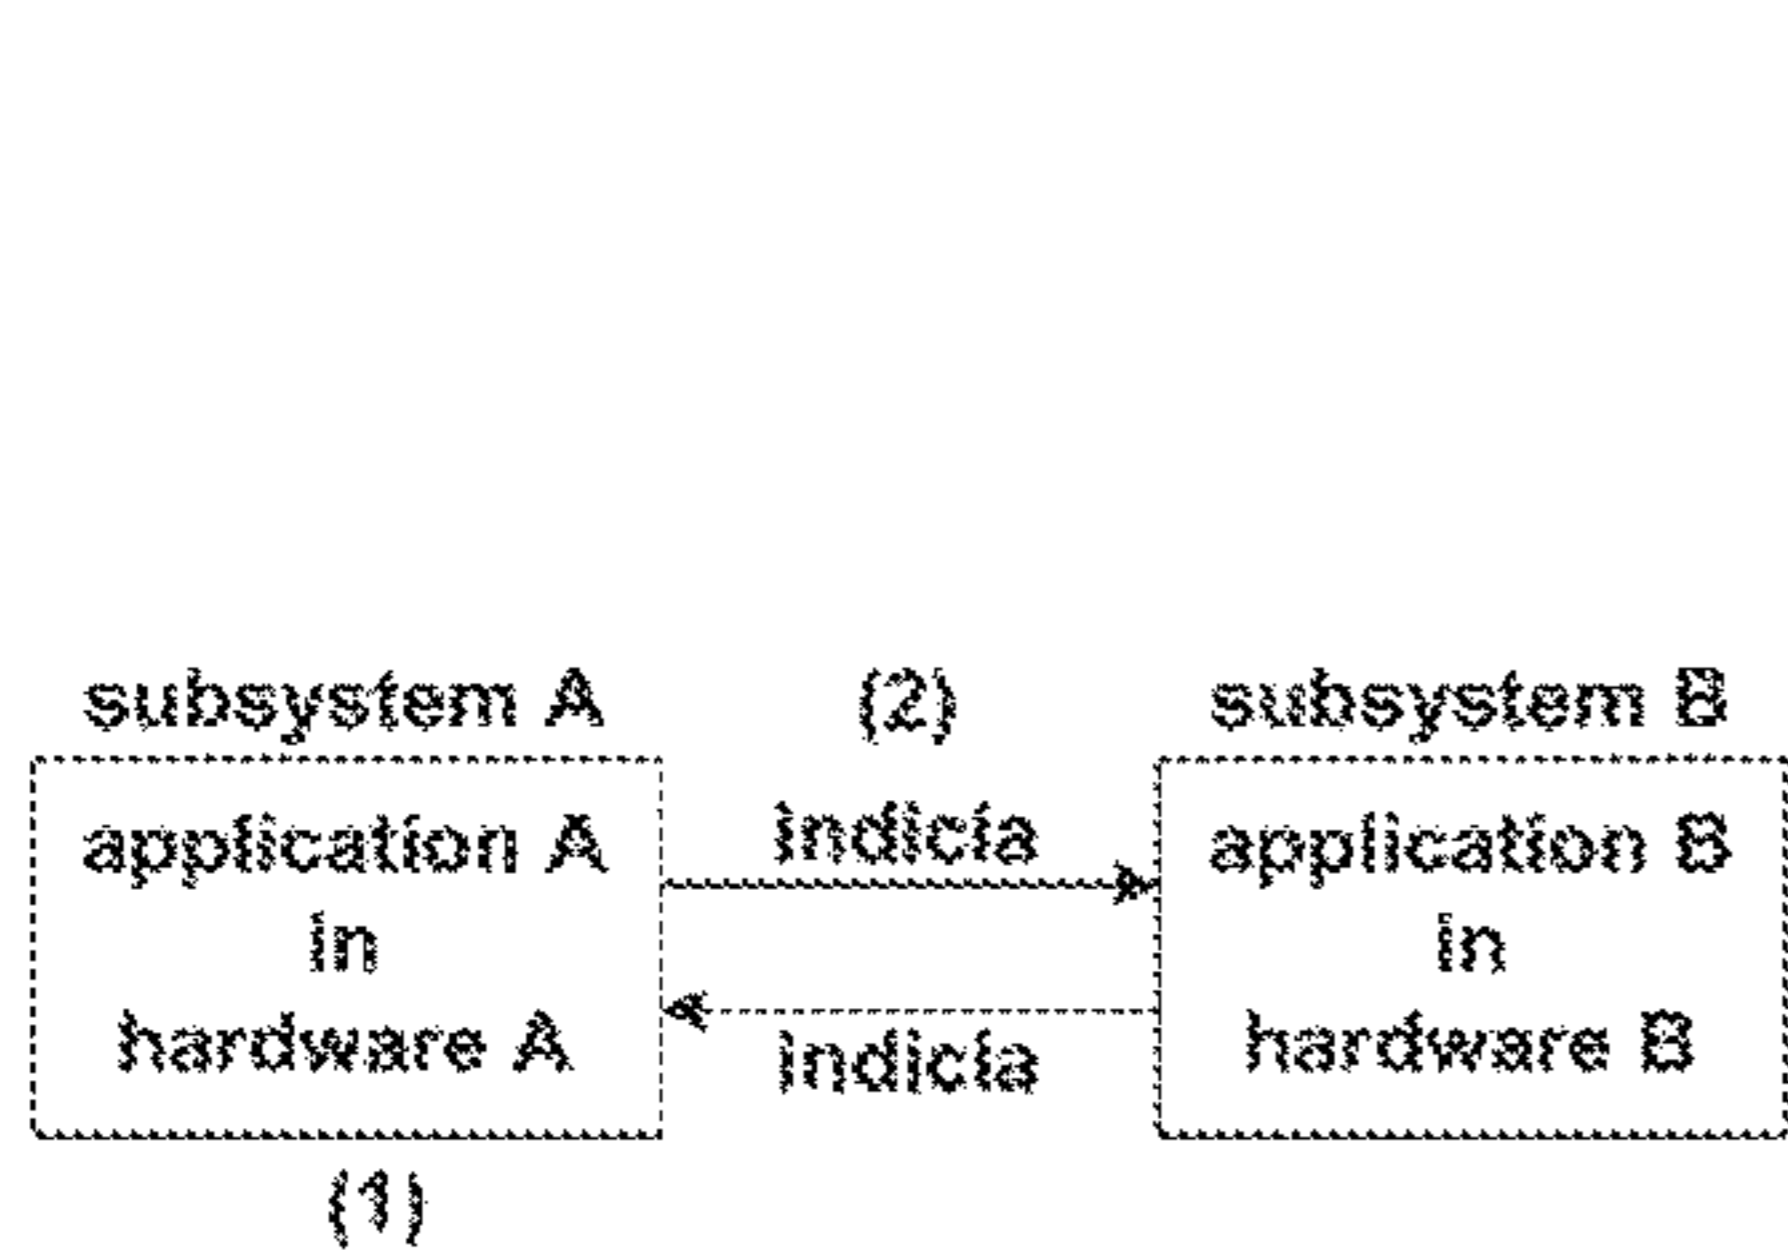 subsystem A
(2)
subsystem B
application A
in
hardware A
indicia
indicia
application B
in
hardware B
(1)